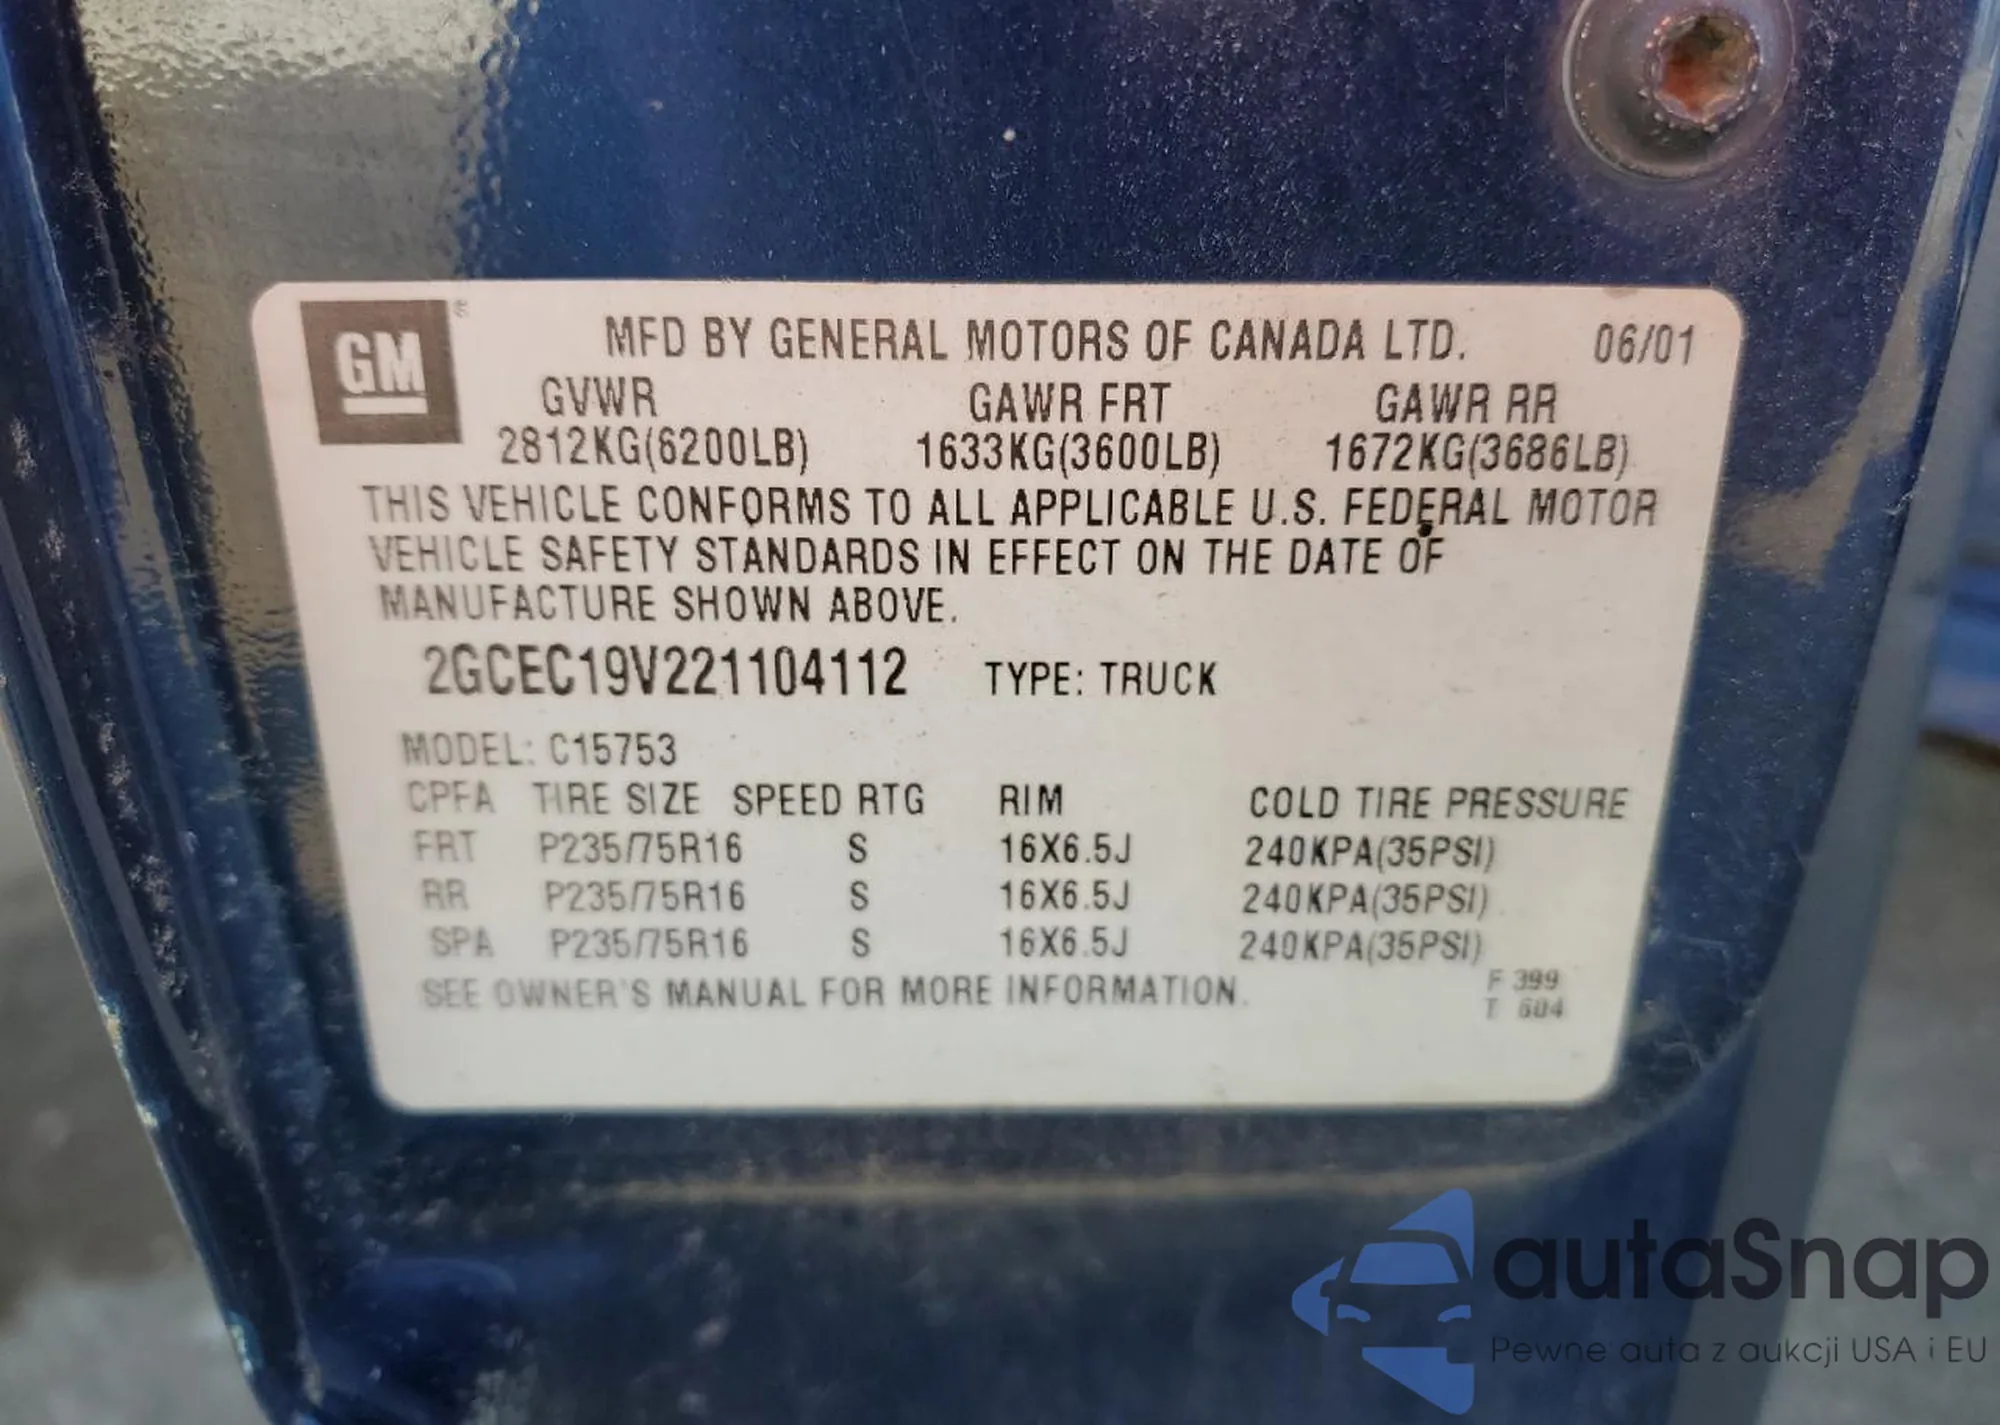 GM ®
MFD BY GENERAL MOTORS OF CANADA LTD. 06/01
GVWR GAWR FRT GAWR RR
2812KG(6200LB) 1633KG(3600LB) 1672KG(3686LB)
THIS VEHICLE CONFORMS TO ALL APPLICABLE U.S. FEDERAL MOTOR
VEHICLE SAFETY STANDARDS IN EFFECT ON THE DATE OF
MANUFACTURE SHOWN ABOVE.
2GCEC19V221104112 TYPE: TRUCK
MODEL: C15753
CPFA TIRE SIZE SPEED RTG RIM COLD TIRE PRESSURE
FRT P235/75R16 S 16X6.5J 240KPA(35PSI)
RR P235/75R16 S 16X6.5J 240KPA(35PSI)
SPA P235/75R16 S 16X6.5J 240KPA(35PSI)
SEE OWNER'S MANUAL FOR MORE INFORMATION.
F 399
T 604
autaSnap
Pewne auta z aukcji USA i EU